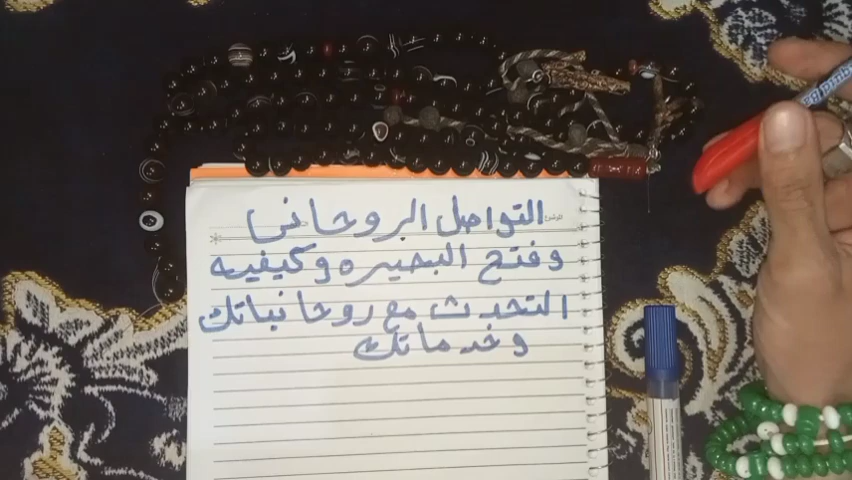 التواصل الروحاني
وفتح البصيره وكيفيه
التحدث مع روحانياتك
وخدماتك